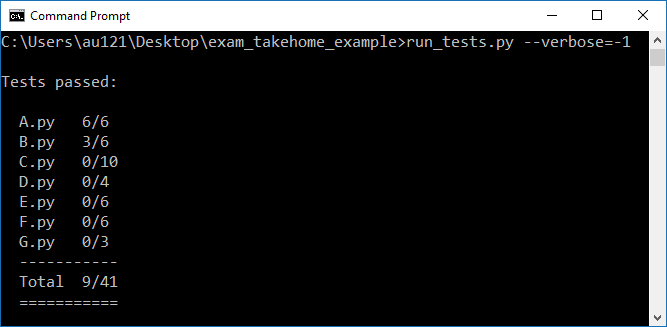 Command Prompt
C:\Users\au121\Desktop\exam_takehome_example>run_tests.py --verbose=-1
Tests passed:
A.py 6/6
B.py 3/6
C.py 0/10
D.py 0/4
E.py 0/6
F.py 0/6
G.py 0/3
-----------
Total 9/41
===========